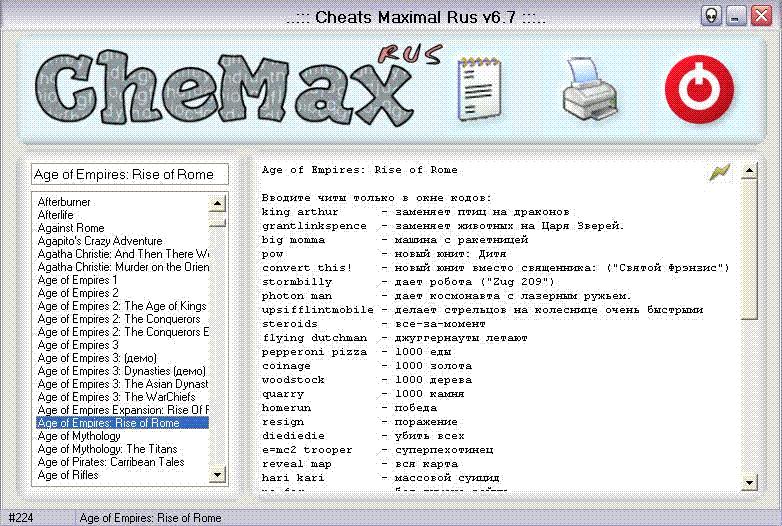 ..::: Cheats Maximal Rus v6.7 :::..
CheMax RUS
Age of Empires: Rise of Rome
Afterburner
Afterlife
Against Rome
Agapito's Crazy Adventure
Agatha Christie: And Then There W
Agatha Christie: Murder on the Orien
Age of Empires 1
Age of Empires 2
Age of Empires 2: The Age of Kings
Age of Empires 2: The Conquerors
Age of Empires 2: The Conquerors E
Age of Empires 3
Age of Empires 3: (демо)
Age of Empires 3: Dynasties (демо)
Age of Empires 3: The Asian Dynast
Age of Empires 3: The WarChiefs
Age of Empires Expansion: Rise Of F
Age of Empires: Rise of Rome
Age of Mythology
Age of Mythology: The Titans
Age of Pirates: Carribean Tales
Age of Rifles
Age of Empires: Rise of Rome
Вводите читы только в окне кодов:
king arthur - заменяет птиц на драконов
grantlinkspence - заменяет животных на Царя Зверей.
big momma - машина с ракетницей
pow - новый юнит: Дитя
convert this! - новый юнит вместо священника: ("Святой Фрэнзис")
stormbilly - дает робота ("Zug 209")
photon man - дает космонавта с лазерным ружьем.
upsifflintmobile - делает стрельцов на колеснице очень быстрыми
steroids - все-за-момент
flying dutchman - джуггернауты летают
pepperoni pizza - 1000 еды
coinage - 1000 золота
woodstock - 1000 дерева
quarry - 1000 камня
homerun - победа
resign - поражение
diediedie - убить всех
e=mc2 trooper - суперпехотинец
reveal map - вся карта
hari kari - массовой суицид
#224 Age of Empires: Rise of Rome